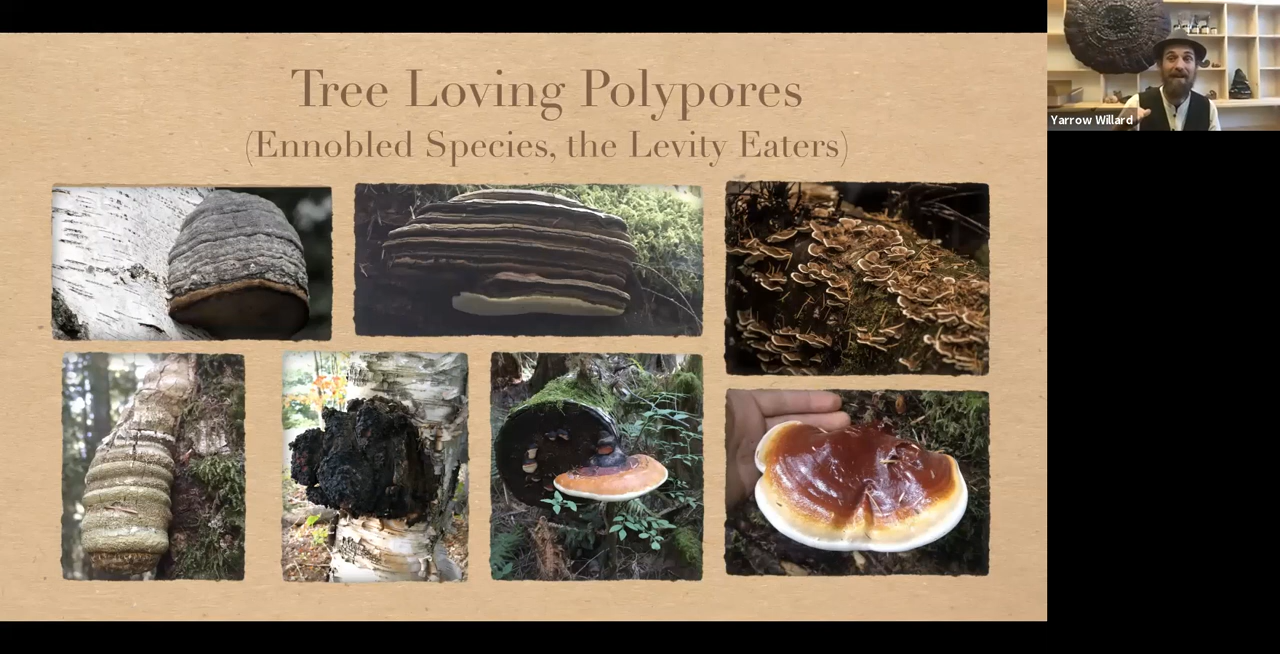 Tree Loving Polypores
(Ennobled Species, the Levity Eaters)
Yarrow Willard